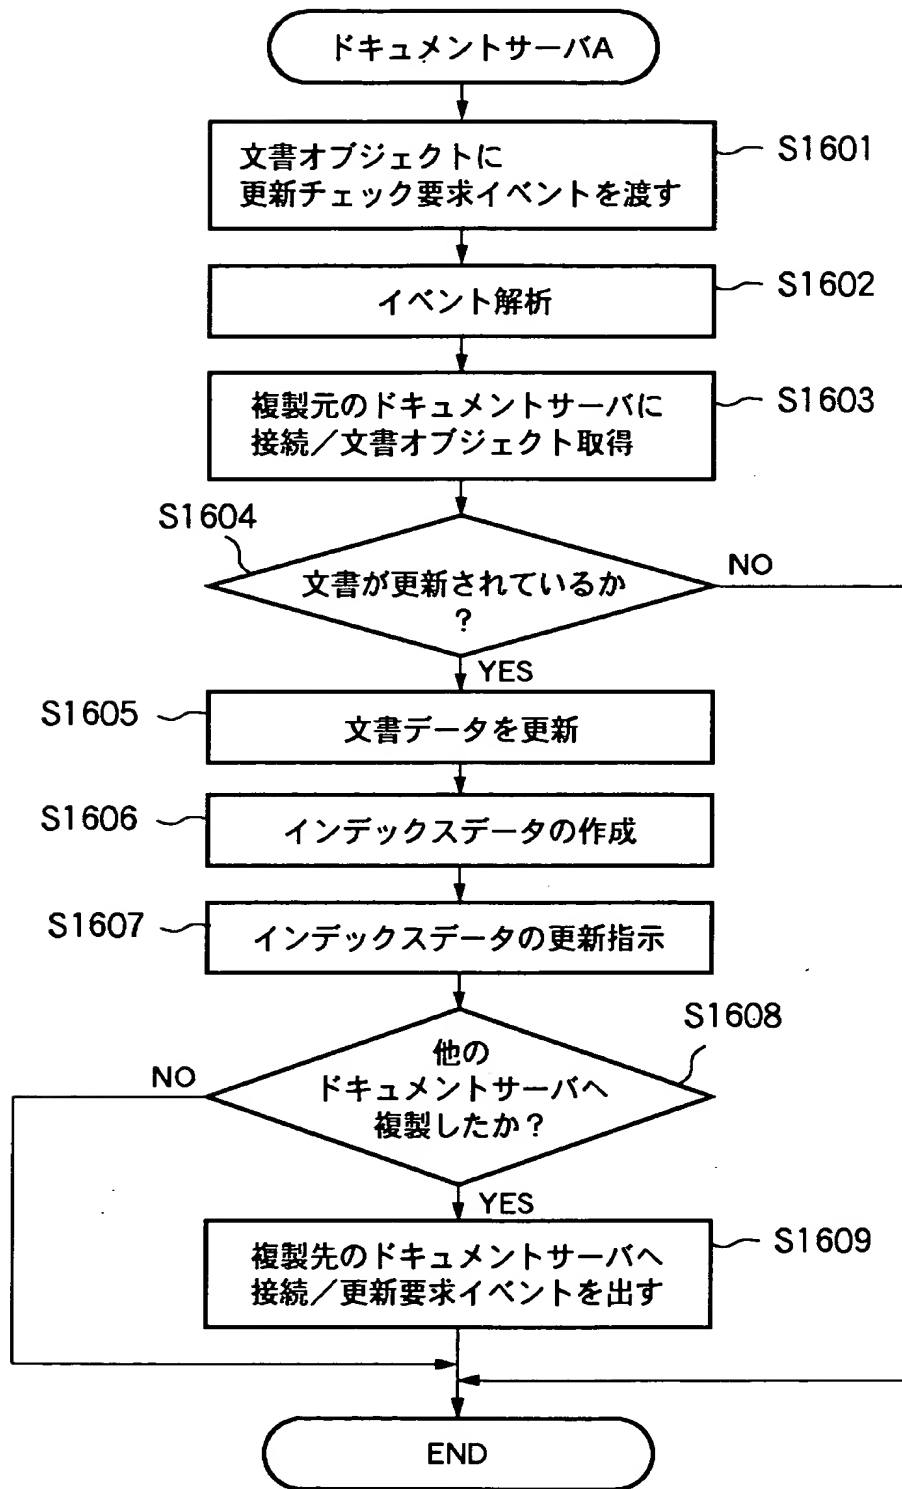 ドキュメントサーバA
文書オブジェクトに
更新チェック要求イベントを渡す
S1601
イベント解析
S1602
複製元のドキュメントサーバに
接続／文書オブジェクト取得
S1603
S1604
文書が更新されているか
?
NO
YES
S1605
文書データを更新
S1606
インデックスデータの作成
S1607
インデックスデータの更新指示
S1608
他の
ドキュメントサーバへ
複製したか?
NO
YES
複製先のドキュメントサーバへ
接続／更新要求イベントを出す
S1609
END